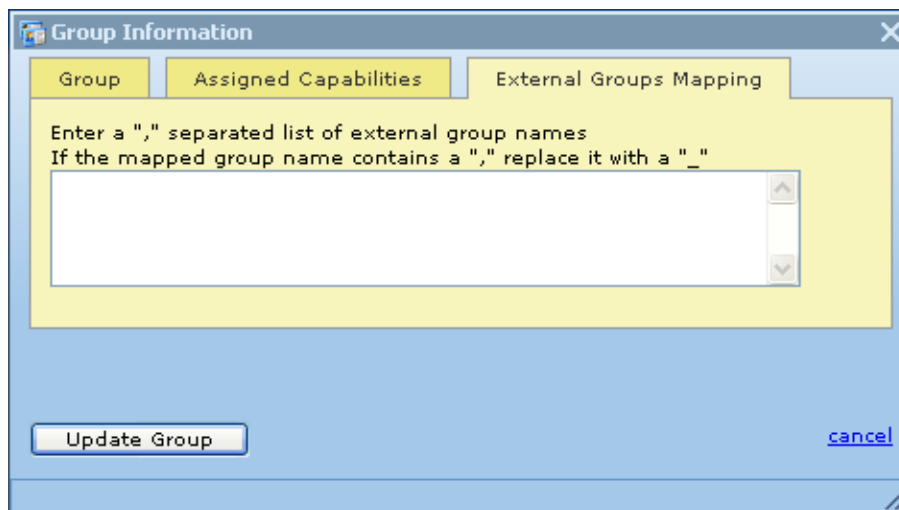 Group Information
Group
Assigned Capabilities
External Groups Mapping
Enter a "," separated list of external group names
If the mapped group name contains a "," replace it with a "_"
Update Group
cancel